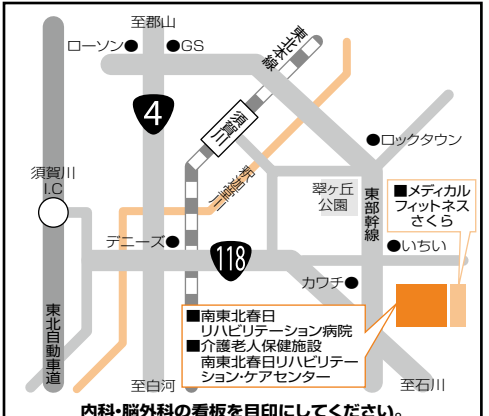 至郡山
ローソン●
●GS
東北本線
4
須賀川
●ロックタウン
須賀川
I.C
釈迦堂川
翠ヶ丘
公園
東部幹線
■メディカル
フィットネス
さくら
デニーズ●
118
●いちい
カワチ●
東北自動車道
■南東北春日
リハビリテーション病院
■介護老人保健施設
南東北春日リハビリテー
ション・ケアセンター
至白河
至石川
内科・脳外科の看板を目印にしてください。